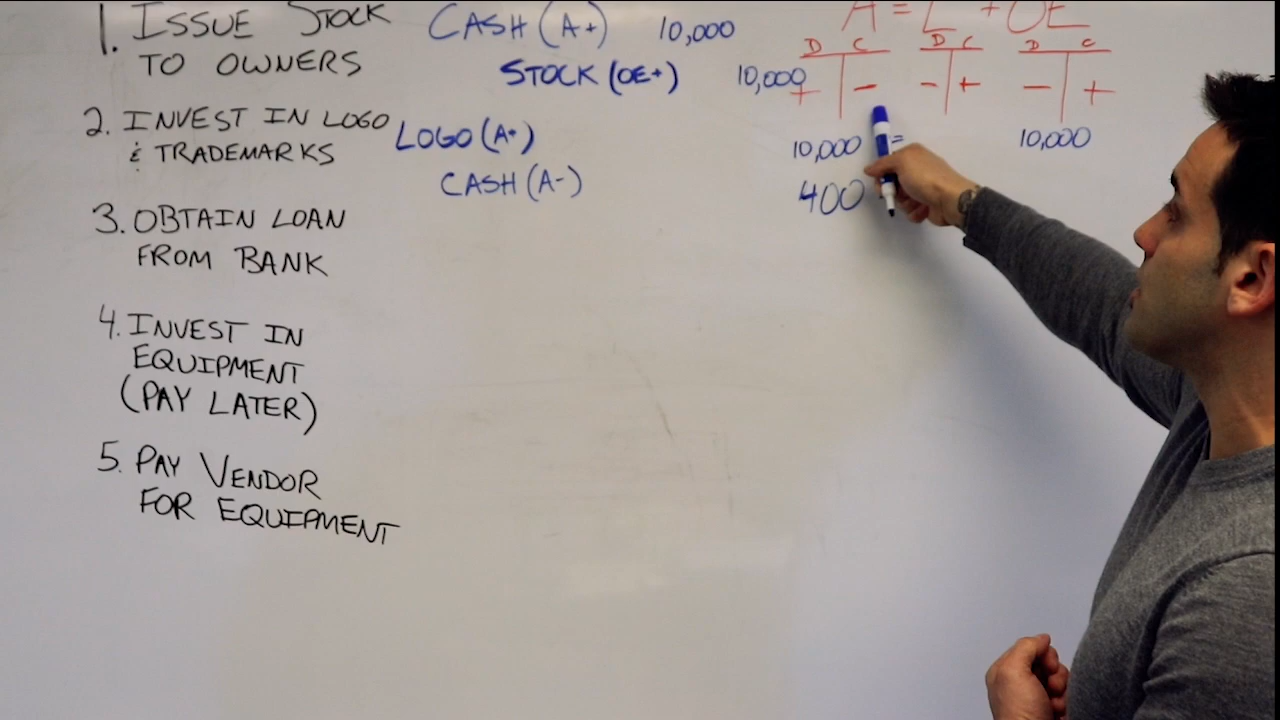 1. ISSUE STOCK
TO OWNERS
CASH (A+) 10,000
STOCK (OE+) 10,000
2. INVEST IN LOGO
& TRADEMARKS
LOGO (A+)
CASH (A-)
3. OBTAIN LOAN
FROM BANK
4. INVEST IN
EQUIPMENT
(PAY LATER)
5. PAY VENDOR
FOR EQUIPMENT
A = L + OE
D C D C D C
+ - - + - +
10,000 = 10,000
400